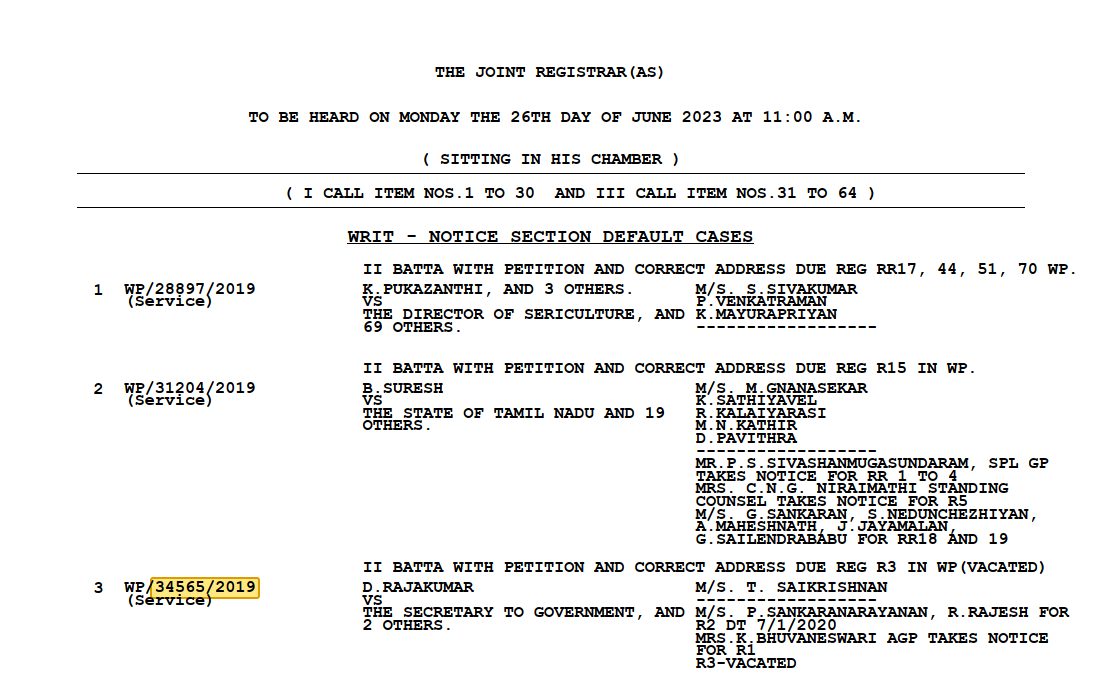 THE JOINT REGISTRAR(AS)
TO BE HEARD ON MONDAY THE 26TH DAY OF JUNE 2023 AT 11:00 A.M.
( SITTING IN HIS CHAMBER )
( I CALL ITEM NOS.1 TO 30 AND III CALL ITEM NOS.31 TO 64 )
WRIT - NOTICE SECTION DEFAULT CASES
II BATTA WITH PETITION AND CORRECT ADDRESS DUE REG RR17, 44, 51, 70 WP.
1 WP/28897/2019 K.PUKAZANTHI, AND 3 OTHERS. M/S. S.SIVAKUMAR
(Service) VS P.VENKATRAMAN
THE DIRECTOR OF SERICULTURE, AND K.MAYURAPRIYAN
69 OTHERS. ------------------
II BATTA WITH PETITION AND CORRECT ADDRESS DUE REG R15 IN WP.
2 WP/31204/2019 B.SURESH M/S. M.GNANASEKAR
(Service) VS K.SATHIYAVEL
THE STATE OF TAMIL NADU AND 19 R.KALAIYARASI
OTHERS. M.N.KATHIR
D.PAVITHRA
------------------
MR.P.S.SIVASHANMUGASUNDARAM, SPL GP
TAKES NOTICE FOR RR 1 TO 4
MRS. C.N.G. NIRAIMATHI STANDING
COUNSEL TAKES NOTICE FOR R5
M/S. G.SANKARAN, S.NEDUNCHEZHIYAN,
A.MAHESHNATH, J.JAYAMALAN,
G.SAILENDRABABU FOR RR18 AND 19
II BATTA WITH PETITION AND CORRECT ADDRESS DUE REG R3 IN WP(VACATED)
3 WP/34565/2019 D.RAJAKUMAR M/S. T. SAIKRISHNAN
(Service) VS ------------------
THE SECRETARY TO GOVERNMENT, AND M/S. P.SANKARANARAYANAN, R.RAJESH FOR
2 OTHERS. R2 DT 7/1/2020
MRS.K.BHUVANESWARI AGP TAKES NOTICE
FOR R1
R3-VACATED